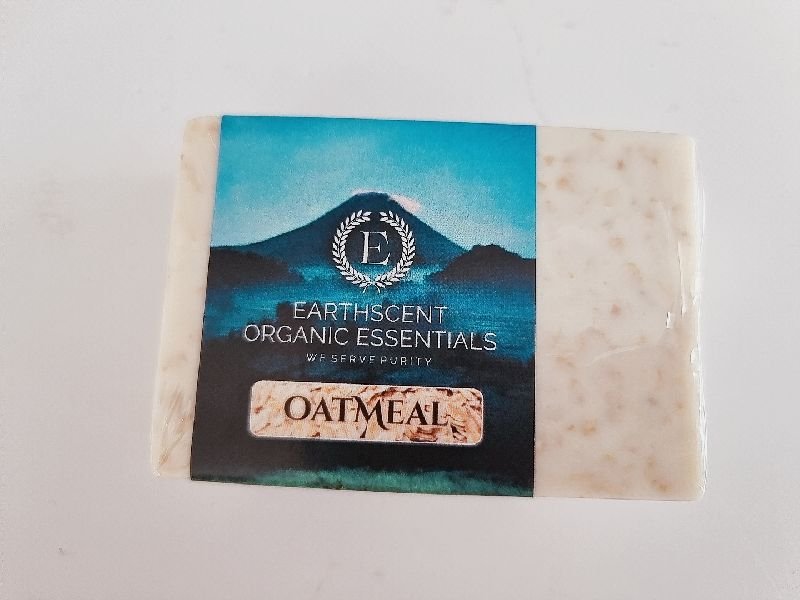 E
EARTHSCENT
ORGANIC ESSENTIALS
WE SERVE PURITY
OATMEAL